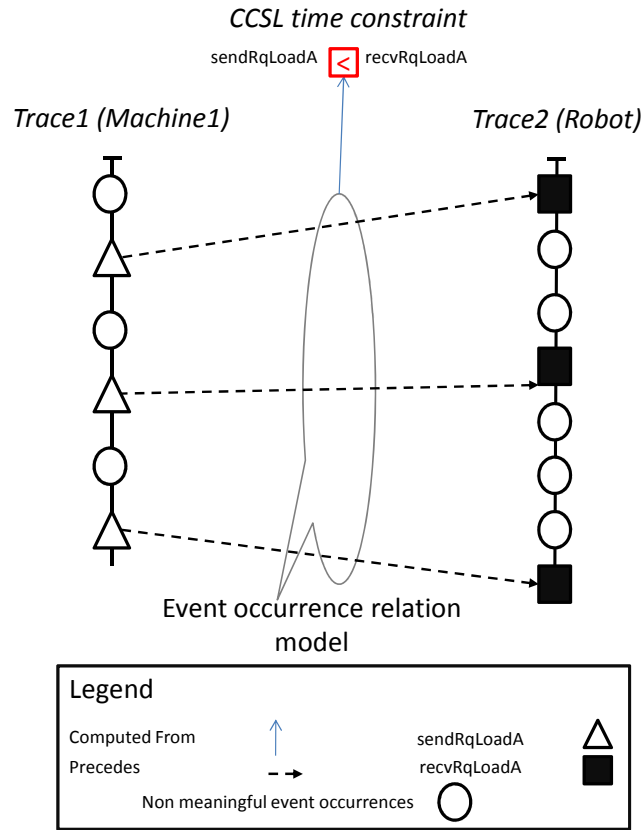 CCSL time constraint
sendRqLoadA < recvRqLoadA
Trace1 (Machine1)
Trace2 (Robot)
Event occurrence relation
model
Legend
Computed From
sendRqLoadA
Precedes
recvRqLoadA
Non meaningful event occurrences